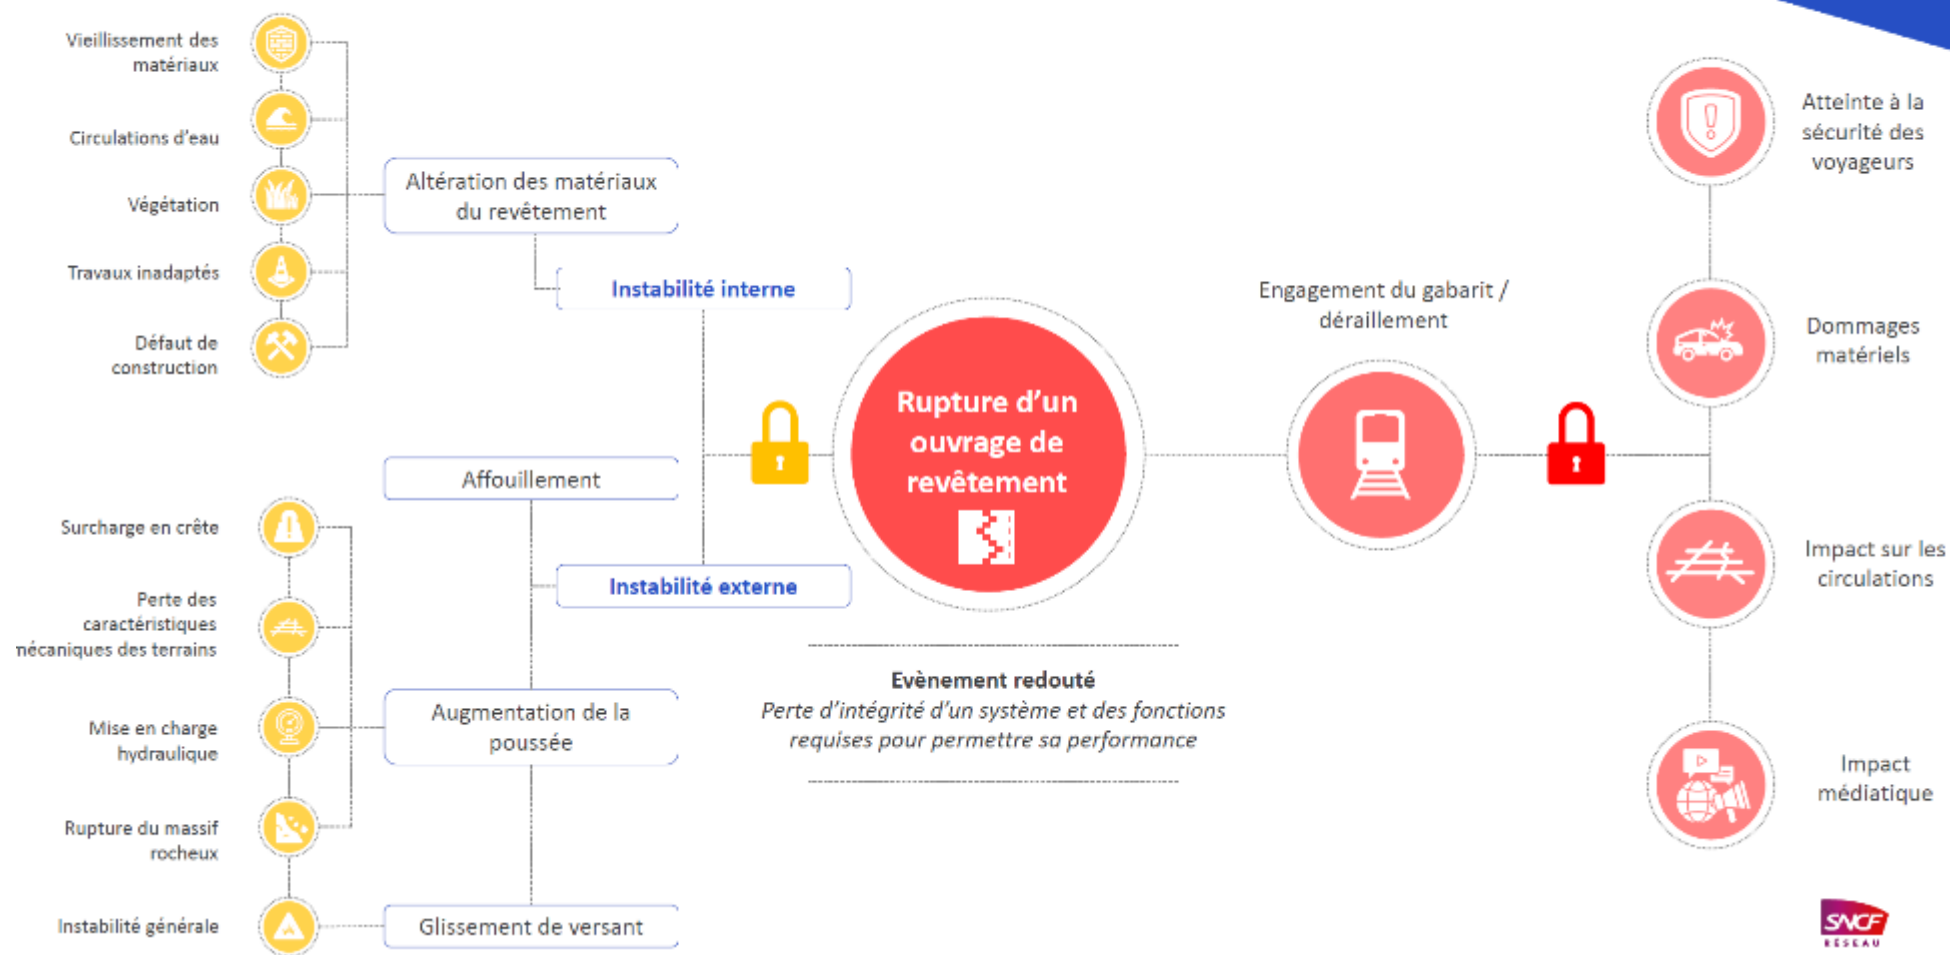 Vieillissement des
matériaux
Circulations d'eau
Végétation
Travaux inadaptés
Défaut de
construction
Altération des matériaux
du revêtement
Instabilité interne
Affouillement
Instabilité externe
Surcharge en crête
Perte des
caractéristiques
mécaniques des terrains
Mise en charge
hydraulique
Rupture du massif
rocheux
Instabilité générale
Augmentation de la
poussée
Glissement de versant
Rupture d'un
ouvrage de
revêtement
Evènement redouté
Perte d'intégrité d'un système et des fonctions
requises pour permettre sa performance
Engagement du gabarit /
déraillement
Atteinte à la
sécurité des
voyageurs
Dommages
matériels
Impact sur les
circulations
Impact
médiatique
SNCF
RÉSEAU